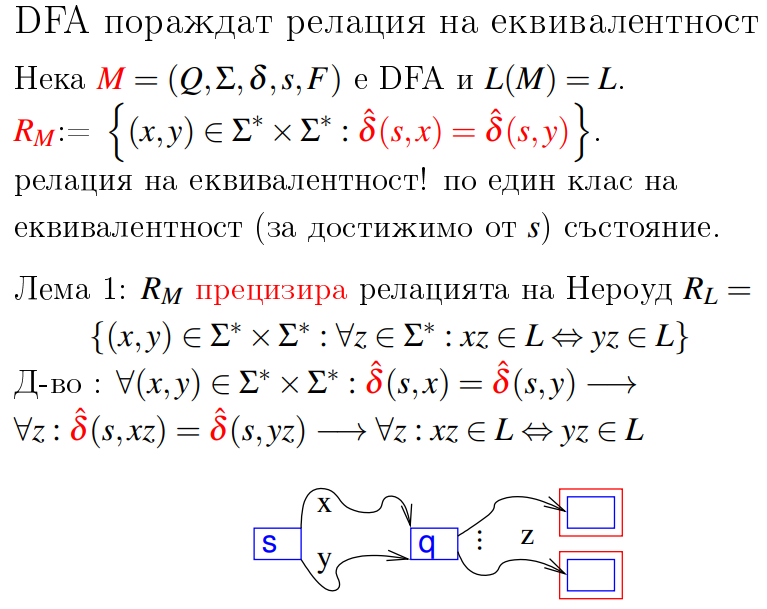 DFA пораждат релация на еквивалентност
Нека M = (Q, Σ, δ, s, F) е DFA и L(M) = L.
R_M := {(x, y) ∈ Σ* × Σ* : δ̂(s, x) = δ̂(s, y)}.
релация на еквивалентност! по един клас на
еквивалентност (за достижимо от s) състояние.
Лема 1: R_M прецизира релацията на Нероуд R_L =
{(x, y) ∈ Σ* × Σ* : ∀z ∈ Σ* : xz ∈ L ⇔ yz ∈ L}
Д-во : ∀(x, y) ∈ Σ* × Σ* : δ̂(s, x) = δ̂(s, y) ⟶
∀z : δ̂(s, xz) = δ̂(s, yz) ⟶ ∀z : xz ∈ L ⇔ yz ∈ L
x
s
y
q
⋮
z